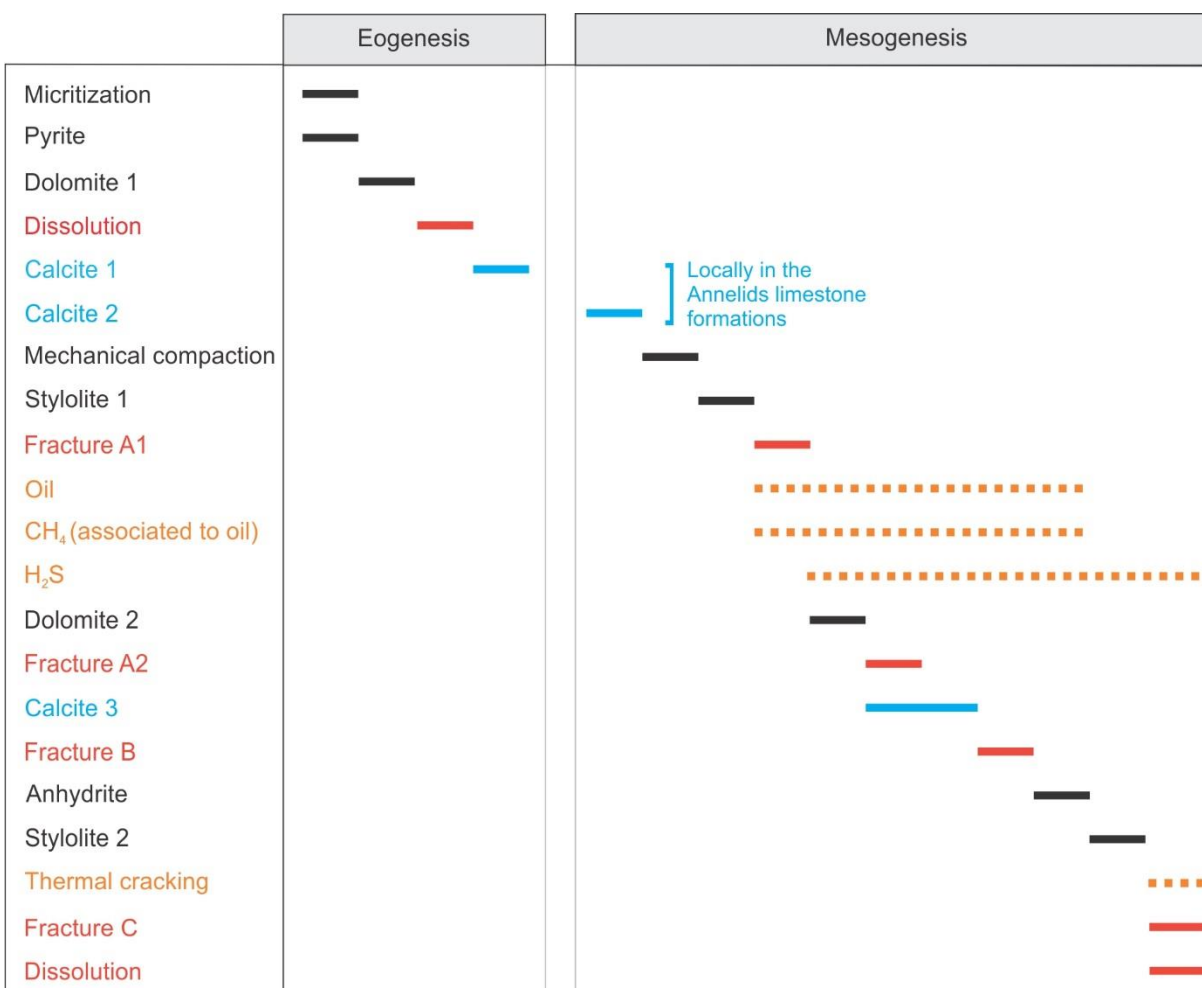 Eogenesis
Mesogenesis
Micritization
Pyrite
Dolomite 1
Dissolution
Calcite 1
Locally in the
Annelids limestone
formations
Calcite 2
Mechanical compaction
Stylolite 1
Fracture A1
Oil
CH₄ (associated to oil)
H₂S
Dolomite 2
Fracture A2
Calcite 3
Fracture B
Anhydrite
Stylolite 2
Thermal cracking
Fracture C
Dissolution